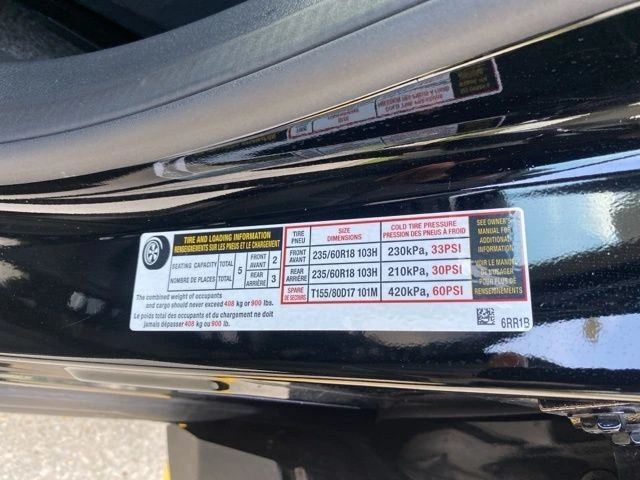 TIRE AND LOADING INFORMATION
RENSEIGNEMENTS SUR LES PNEUS ET LE CHARGEMENT
SEATING CAPACITY TOTAL 5 FRONT AVANT 2
NOMBRE DE PLACES TOTAL REAR ARRIÈRE 3
The combined weight of occupants
and cargo should never exceed 408 kg or 900 lbs.
Le poids total des occupants et du chargement ne doit
jamais dépasser 408 kg ou 900 lb.
TIRE PNEU SIZE DIMENSIONS COLD TIRE PRESSURE PRESSION DES PNEUS À FROID
FRONT AVANT 235/60R18 103H 230kPa, 33PSI
REAR ARRIÈRE 235/60R18 103H 210kPa, 30PSI
SPARE DE SECOURS T155/80D17 101M 420kPa, 60PSI
SEE OWNER'S
MANUAL FOR
ADDITIONAL
INFORMATION
VOIR LE MANUEL
DE L'USAGER
POUR PLUS DE
RENSEIGNEMENTS
6RR1B